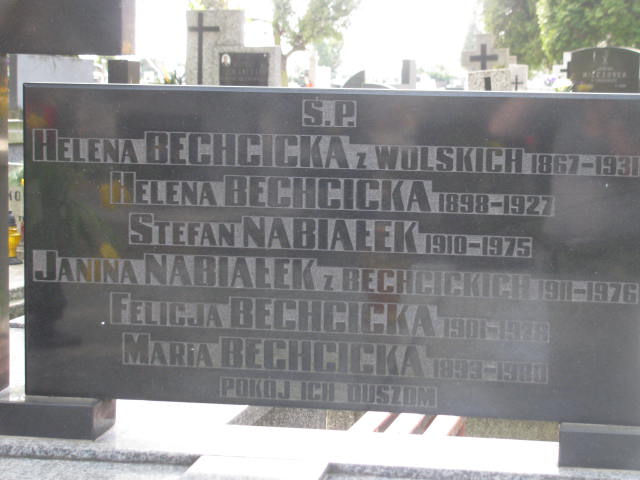 Ś.P.
HELENA BECHCICKA z WOLSKICH 1867-1931
HELENA BECHCICKA 1898-1927
STEFAN NABIAŁEK 1910-1975
JANINA NABIAŁEK z BECHCICKICH 1911-1976
FELICJA BECHCICKA 1901-1978
MARIA BECHCICKA 1893-1980
POKÓJ ICH DUSZOM